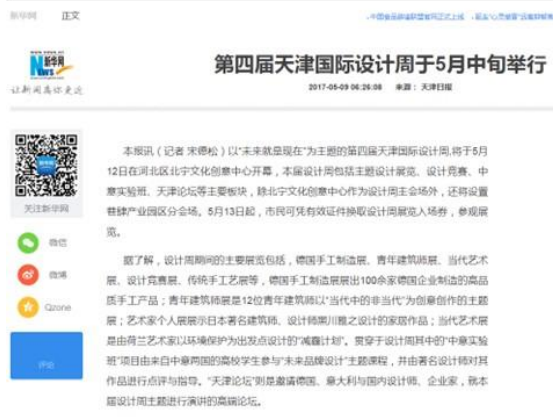 新华网 正文
WWW.NEWS.CN
新华网
News
让新闻离你更近
第四届天津国际设计周于5月中旬举行
2017-05-09 06:26:08 来源：天津日报
关注新华网
微信
微博
Qzone
评论
本报讯（记者 宋德松）以“未来就是现在”为主题的第四届天津国际设计周,将于5月
12日在河北区北宁文化创意中心开幕，本届设计周包括主题设计展览、设计竞赛、中
意实验班、天津论坛等主要板块，除北宁文化创意中心作为设计周主会场外，还将设置
巷肆产业园区分会场。5月13起，市民可凭有效证件换取设计周展览入场券，参观展
览。
据了解，设计周期间的主要展览包括，德国手工制造展、青年建筑师展、当代艺术
展、设计竞赛展、传统手工艺展等，德国手工制造展展出100余家德国企业制造的高品
质手工产品；青年建筑师展是12位青年建筑师以“当代中的非当代”为创意创作的主题
展；艺术家个人展展示日本著名建筑师、设计师黑川雅之设计的家居作品；当代艺术展
是由荷兰艺术家以环境保护为出发点设计的“减龘计划”。贯穿于设计周其中的“中意实验
班”项目由来自中意两国的高校学生参与“未来品牌设计”主题课程，并由著名设计师对其
作品进行点评与指导。“天津论坛”则是邀请德国、意大利与国内设计师、企业家，就本
届设计周主题进行演讲的高端论坛。